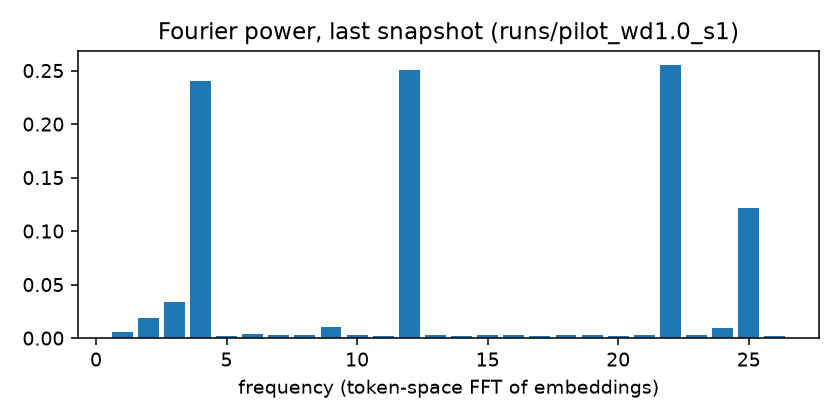 Fourier power, last snapshot (runs/pilot_wd1.0_s1)
0.25
0.20
0.15
0.10
0.05
0.00
0 5 10 15 20 25
frequency (token-space FFT of embeddings)